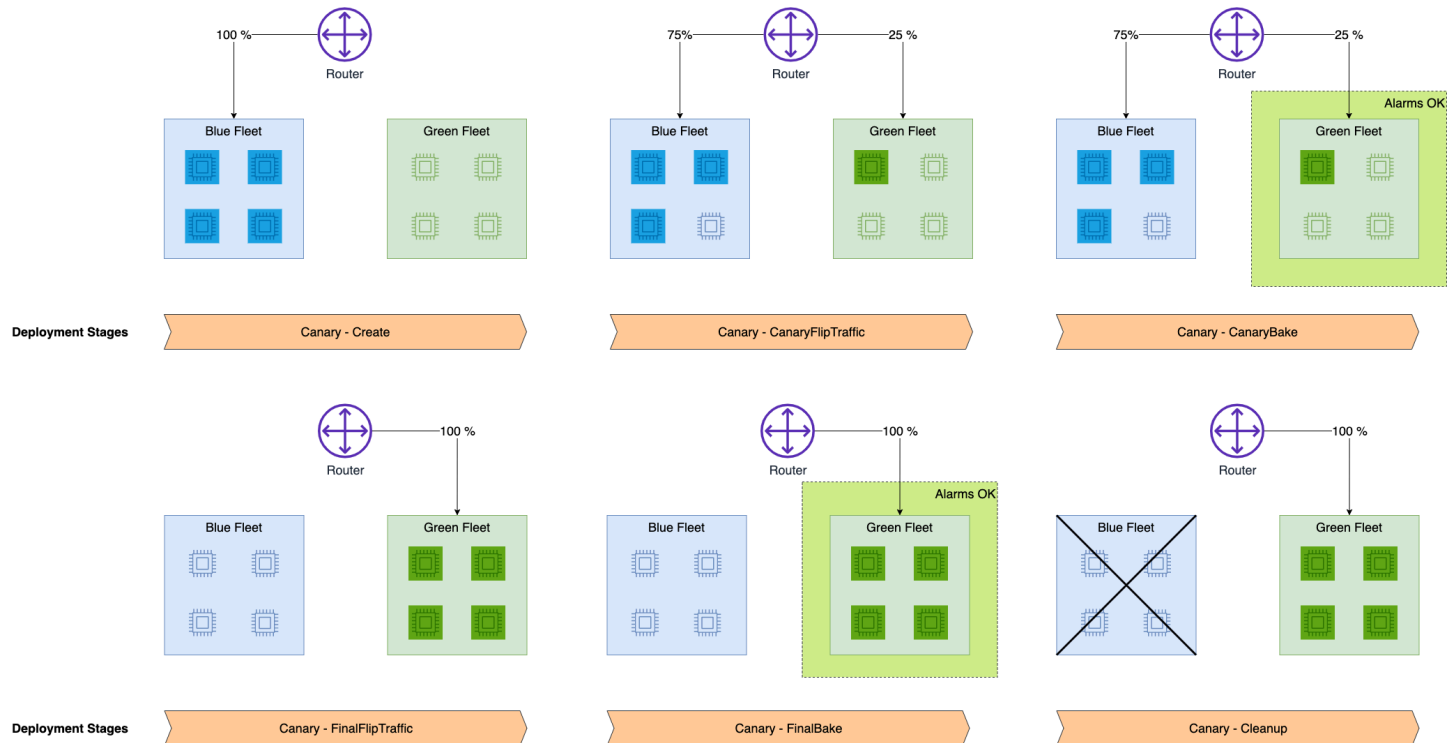 100 %
Router
Blue Fleet
Green Fleet
75%
25 %
Router
Blue Fleet
Green Fleet
75%
25 %
Router
Alarms OK
Blue Fleet
Green Fleet
Deployment Stages
Canary - Create
Canary - CanaryFlipTraffic
Canary - CanaryBake
100 %
Router
Blue Fleet
Green Fleet
100 %
Router
Alarms OK
Blue Fleet
Green Fleet
100 %
Router
Blue Fleet
Green Fleet
Deployment Stages
Canary - FinalFlipTraffic
Canary - FinalBake
Canary - Cleanup